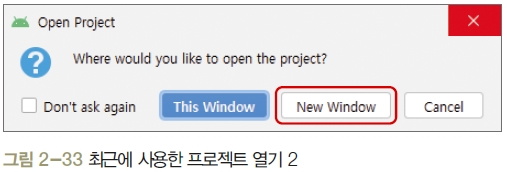 Open Project
Where would you like to open the project?
Don't ask again
This Window
New Window
Cancel
그림 2-33 최근에 사용한 프로젝트 열기 2